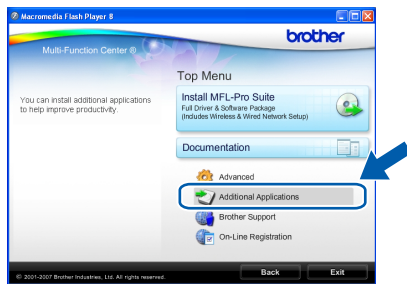 Macromedia Flash Player 8
brother
Multi-Function Center ®
Top Menu
You can install additional applications
to help improve productivity.
Install MFL-Pro Suite
Full Driver & Software Package
(Includes Wireless & Wired Network Setup)
Documentation
Advanced
Additional Applications
Brother Support
On-Line Registration
© 2001-2007 Brother Industries, Ltd. All rights reserved.
Back
Exit